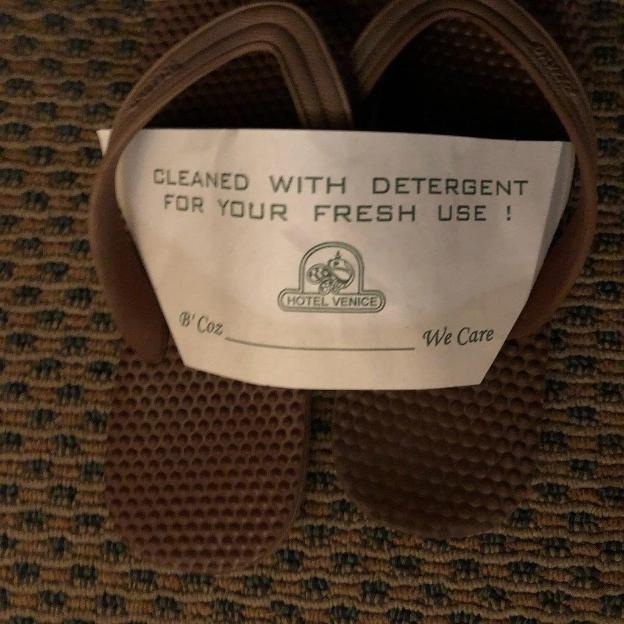 CLEANED WITH DETERGENT
FOR YOUR FRESH USE !
HOTEL VENICE
B' Coz
We Care